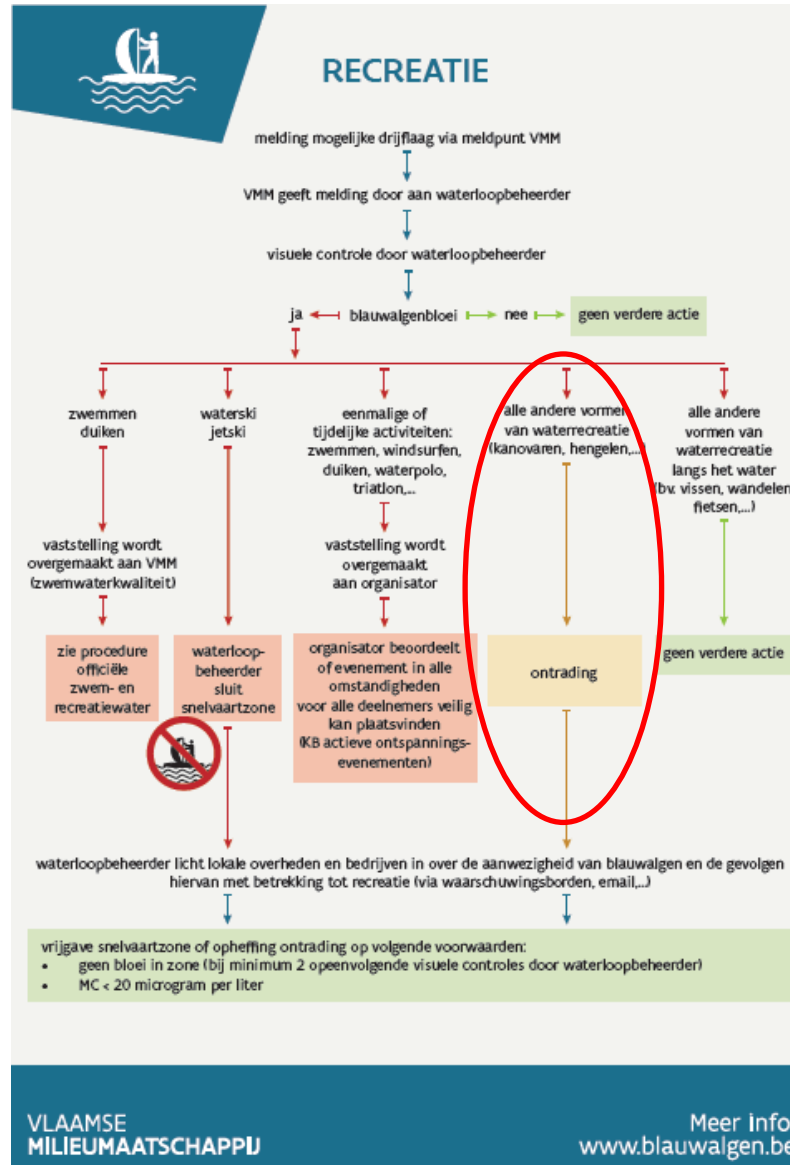 RECREATIE
melding mogelijke drijflaag via meldpunt VMM
VMM geeft melding door aan waterloopbeheerder
visuele controle door waterloopbeheerder
ja
blauwalgenbloei
nee
geen verdere actie
zwemmen
duiken
vaststelling wordt
overgemaakt aan VMM
(zwemwaterkwaliteit)
zie procedure
officiële
zwem- en
recreatiewater
waterski
jetski
waterloop-
beheerder
sluit
snelvaartzone
eenmalige of
tijdelijke activiteiten:
zwemmen, windsurfen,
duiken, waterpolo,
triatlon,...
vaststelling wordt
overgemaakt
aan organisator
organisator beoordeelt
of evenement in alle
omstandigheden
voor alle deelnemers veilig
kan plaatsvinden
(KB actieve ontspannings-
evenementen)
alle andere vormen
van waterrecreatie
(kanovaren, hengelen,...)
ontrading
alle andere
vormen van
waterrecreatie
langs het water
(bv. vissen, wandelen
fietsen,...)
geen verdere actie
waterloopbeheerder licht lokale overheden en bedrijven in over de aanwezigheid van blauwalgen en de gevolgen
hiervan met betrekking tot recreatie (via waarschuwingsborden, email,...)
vrijgave snelvaartzone of opheffing ontrading op volgende voorwaarden:
• geen bloei in zone (bij minimum 2 opeenvolgende visuele controles door waterloopbeheerder)
• MC < 20 microgram per liter
VLAAMSE
MILIEUMAATSCHAPPIJ
Meer info
www.blauwalgen.be